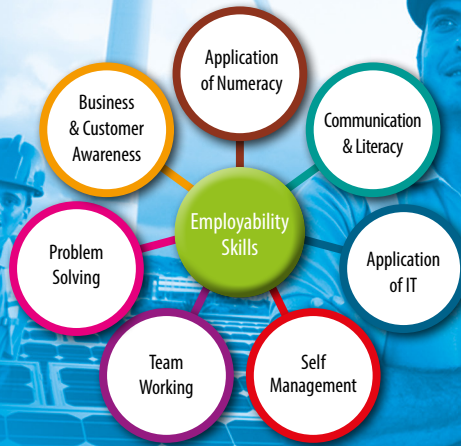 Application
of Numeracy
Business
& Customer
Awareness
Communication
& Literacy
Employability
Skills
Problem
Solving
Application
of IT
Team
Working
Self
Management